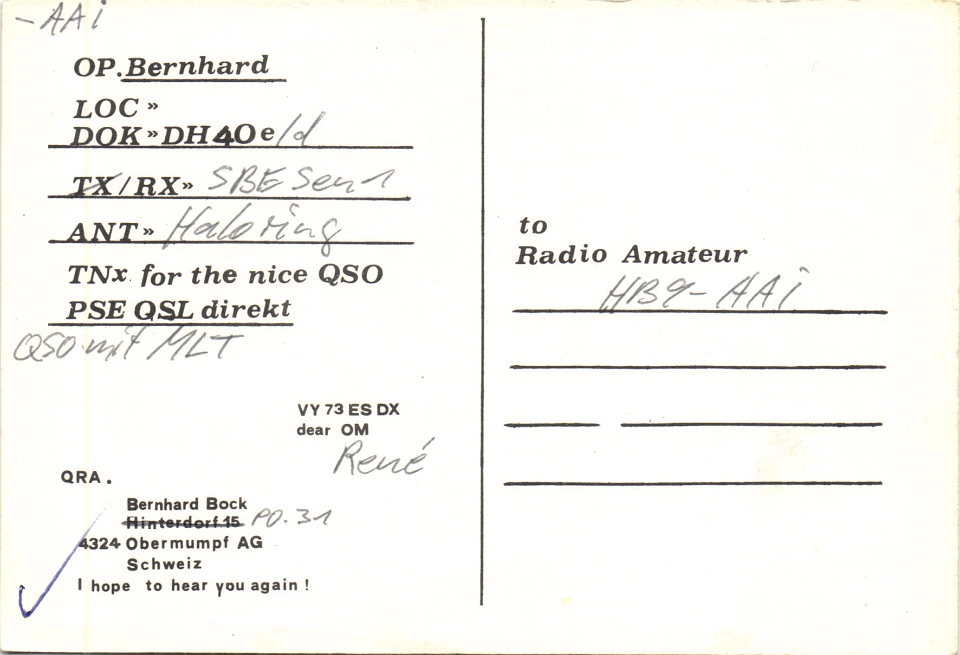 -AAi
OP. Bernhard
LOC »
DOK » DH40e/d
TX/RX» SBE Sen 1
ANT » Haloring
TNx for the nice QSO
PSE QSL direkt
QSO mit MLT
VY 73 ES DX
dear OM
René
QRA.
Bernhard Bock
Hinterdorf 15 PO. 31
4324 Obermumpf AG
Schweiz
I hope to hear you again !
to
Radio Amateur
HB9-AAi